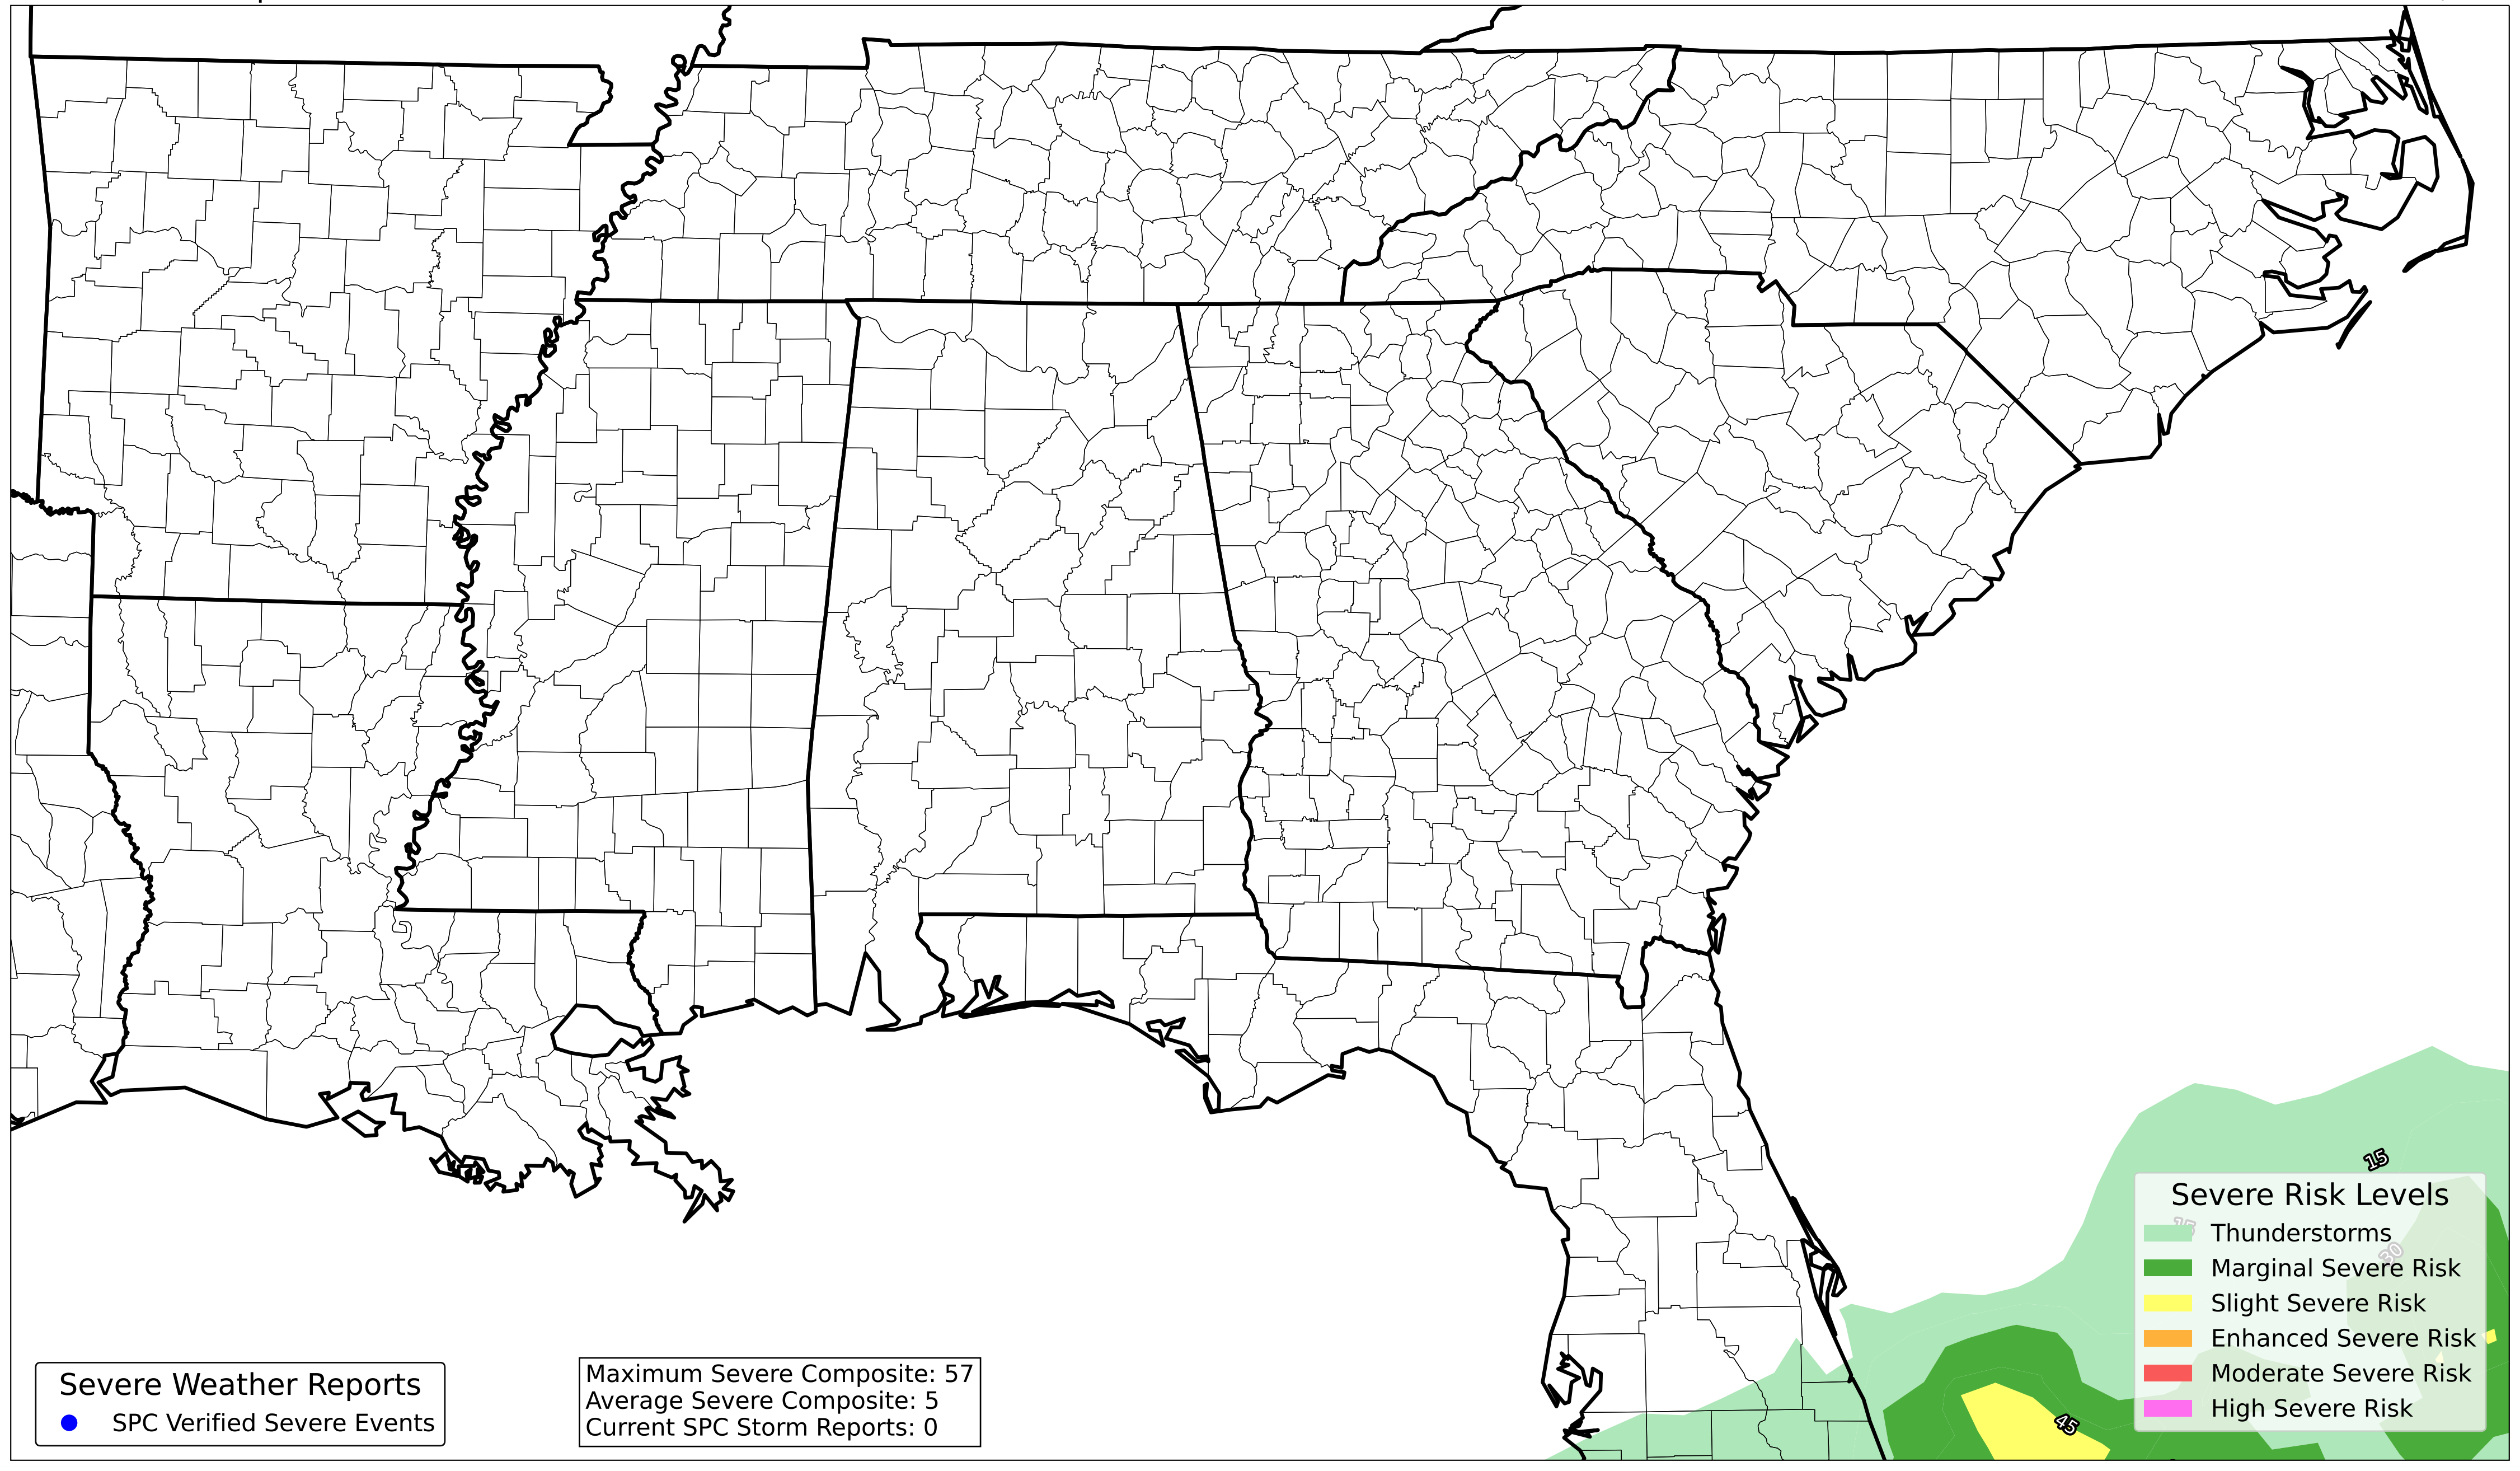 15
Severe Risk Levels
15
Thunderstorms
30
Marginal Severe Risk
Slight Severe Risk
Enhanced Severe Risk
Moderate Severe Risk
High Severe Risk
45
Severe Weather Reports
SPC Verified Severe Events
Maximum Severe Composite: 57
Average Severe Composite: 5
Current SPC Storm Reports: 0